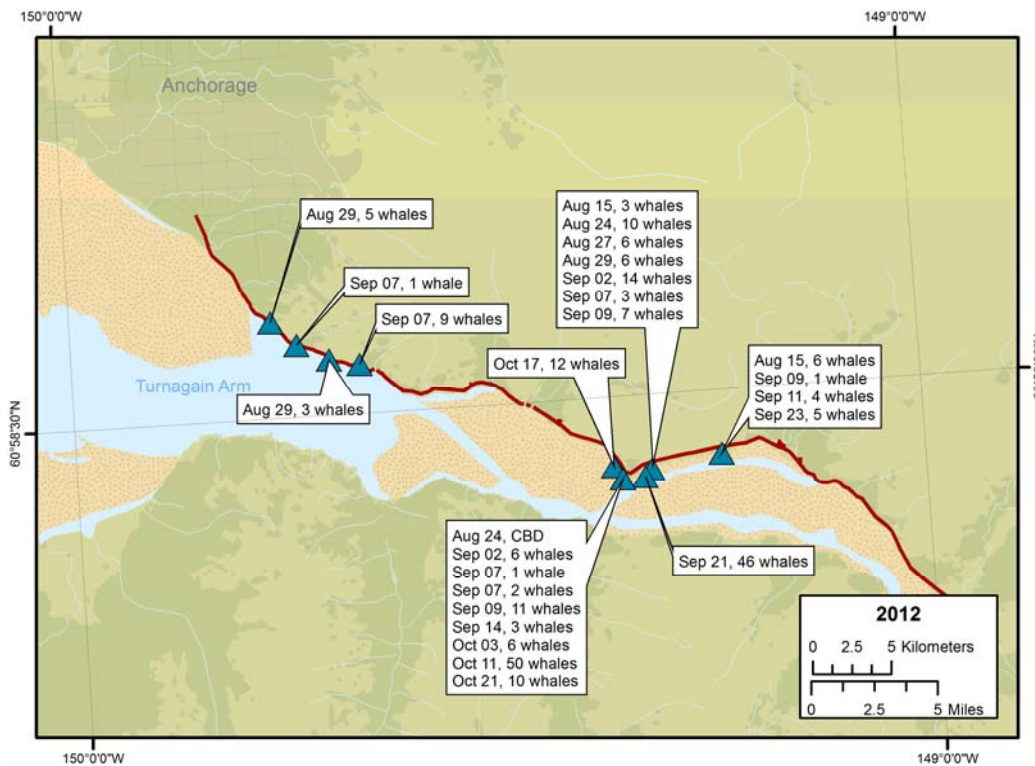 150°0'0"W
149°0'0"W
Anchorage
Aug 29, 5 whales
Sep 07, 1 whale
Sep 07, 9 whales
Aug 29, 3 whales
Turnagain Arm
60°58'30"N
Oct 17, 12 whales
Aug 15, 3 whales
Aug 24, 10 whales
Aug 27, 6 whales
Aug 29, 6 whales
Sep 02, 14 whales
Sep 07, 3 whales
Sep 09, 7 whales
Aug 15, 6 whales
Sep 09, 1 whale
Sep 11, 4 whales
Sep 23, 5 whales
Aug 24, CBD
Sep 02, 6 whales
Sep 07, 1 whale
Sep 07, 2 whales
Sep 09, 11 whales
Sep 14, 3 whales
Oct 03, 6 whales
Oct 11, 50 whales
Oct 21, 10 whales
Sep 21, 46 whales
2012
0 2.5 5 Kilometers
0 2.5 5 Miles
150°0'0"W
149°0'0"W